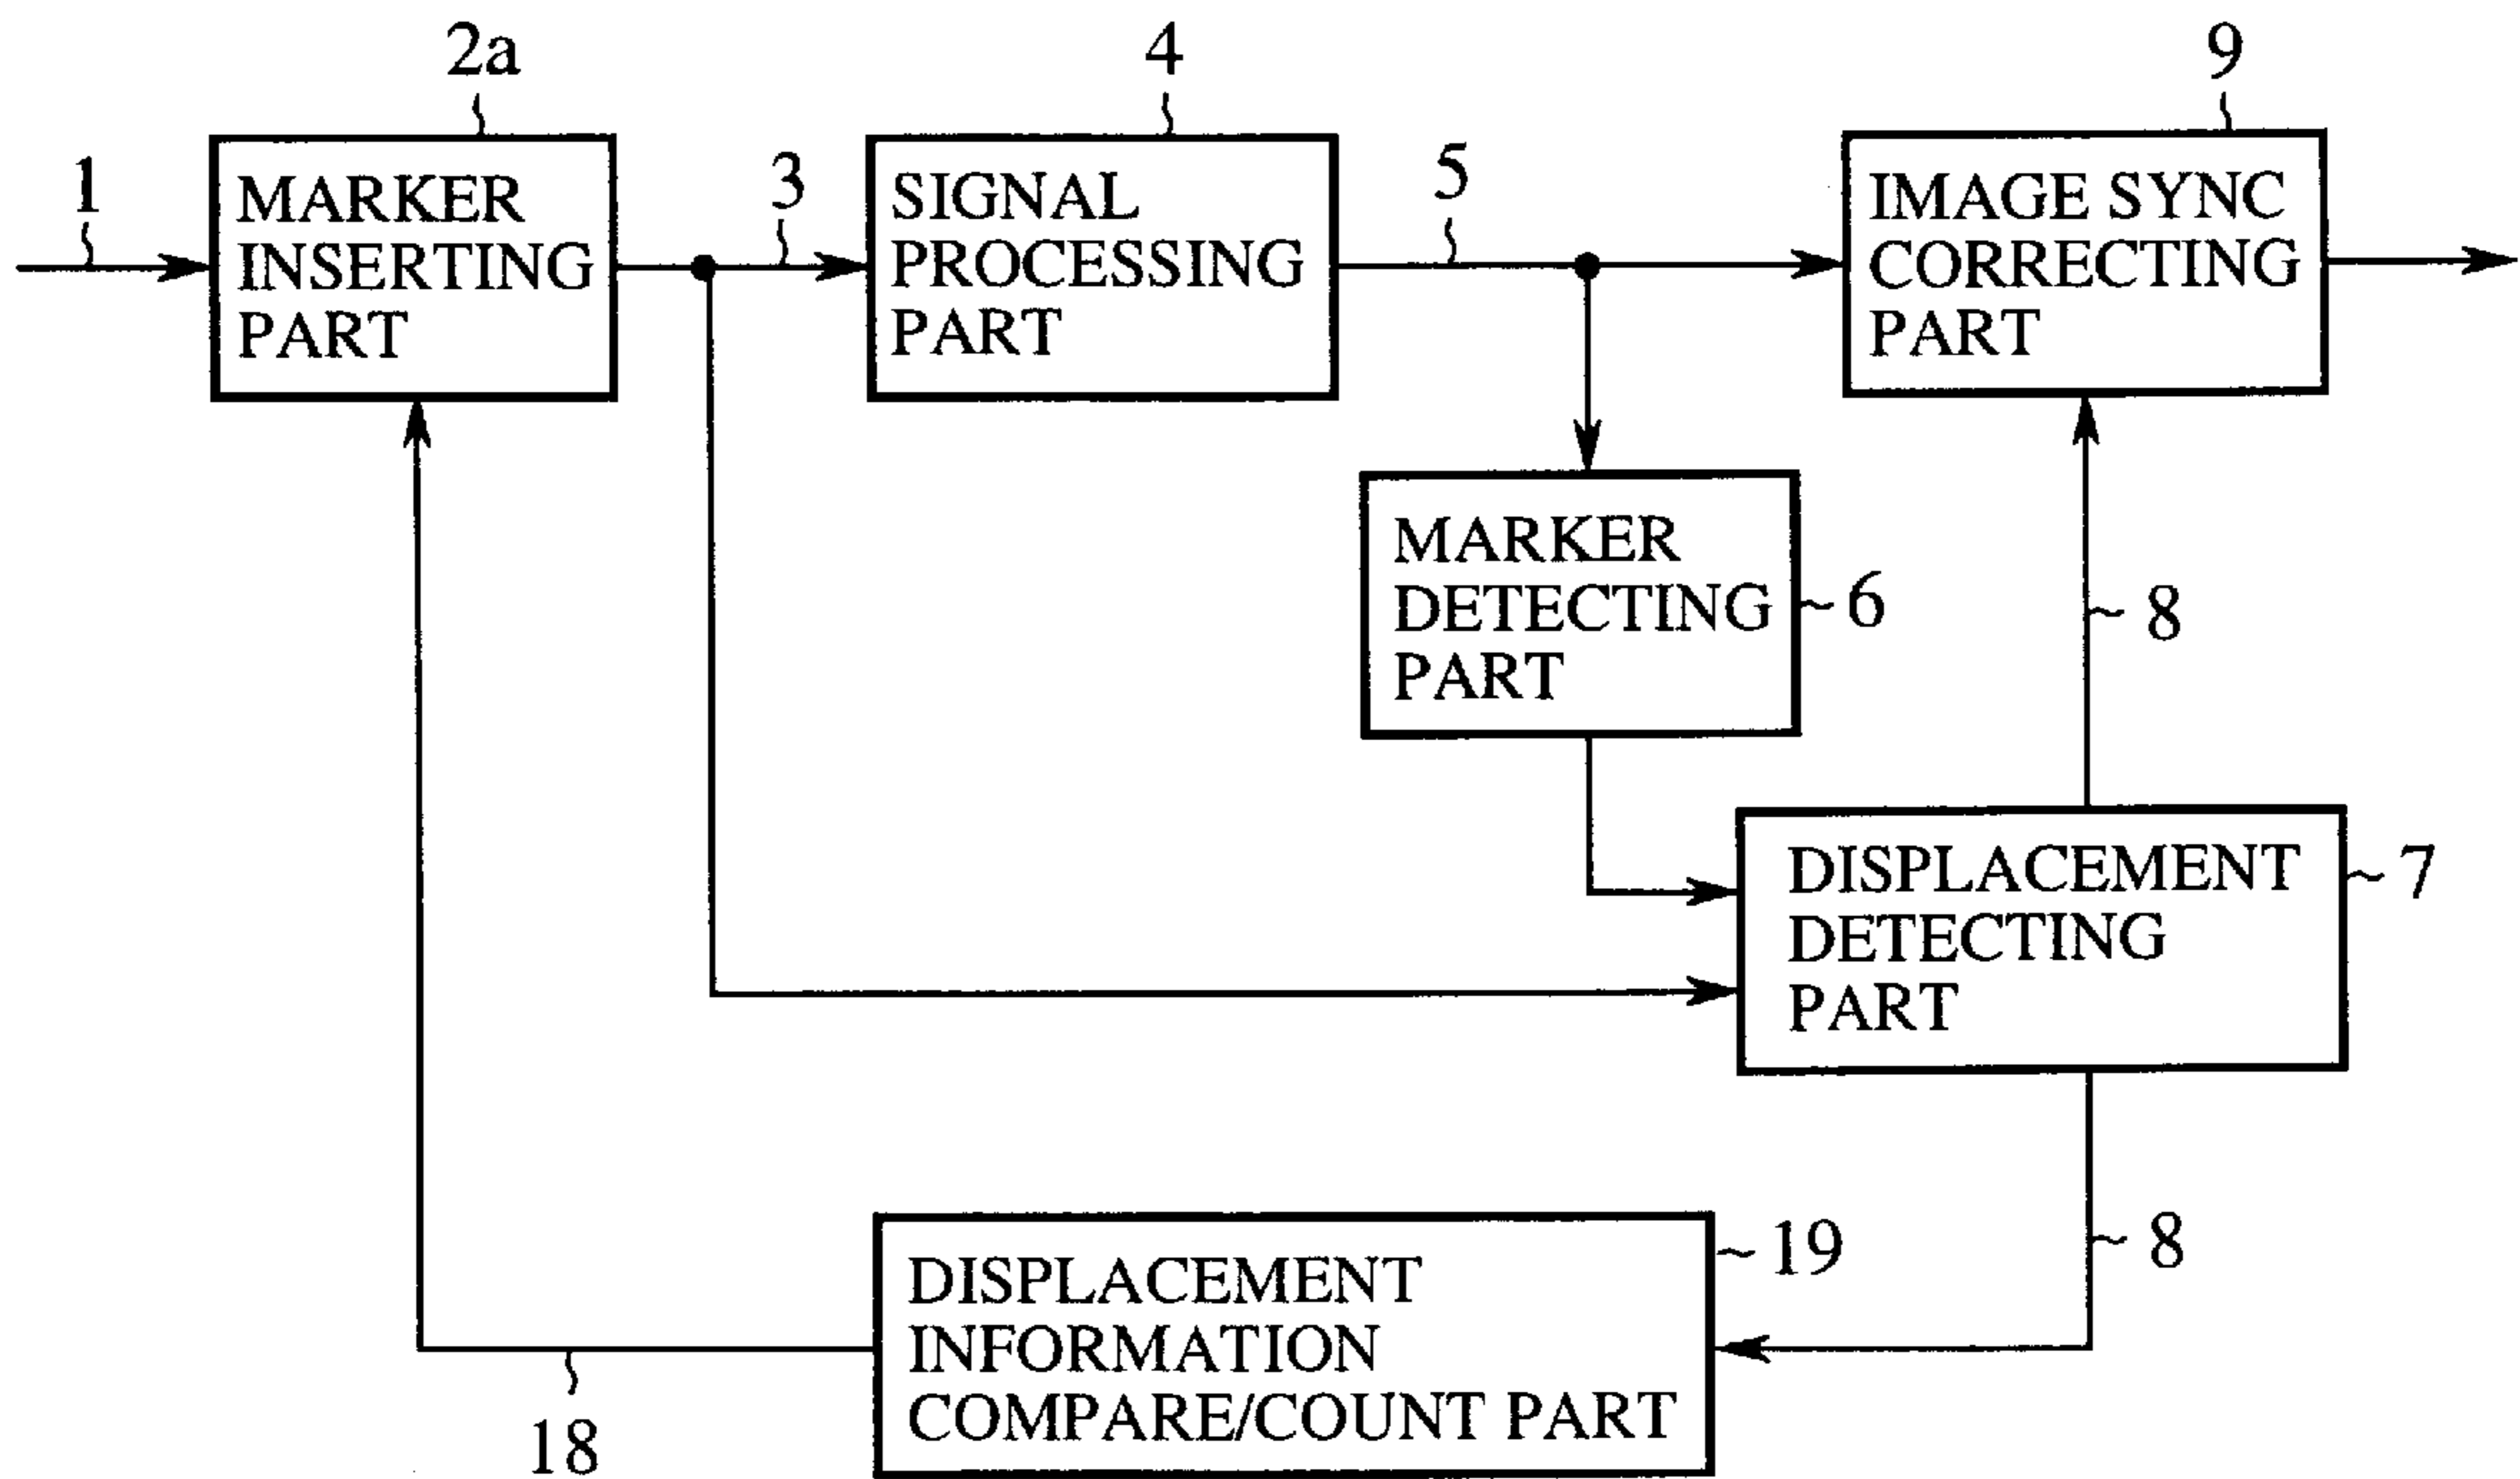 2a
4
9
1
MARKER
INSERTING
PART
3
SIGNAL
PROCESSING
PART
5
IMAGE SYNC
CORRECTING
PART
MARKER
DETECTING
PART
6
8
DISPLACEMENT
DETECTING
PART
7
DISPLACEMENT
INFORMATION
COMPARE/COUNT PART
19
8
18